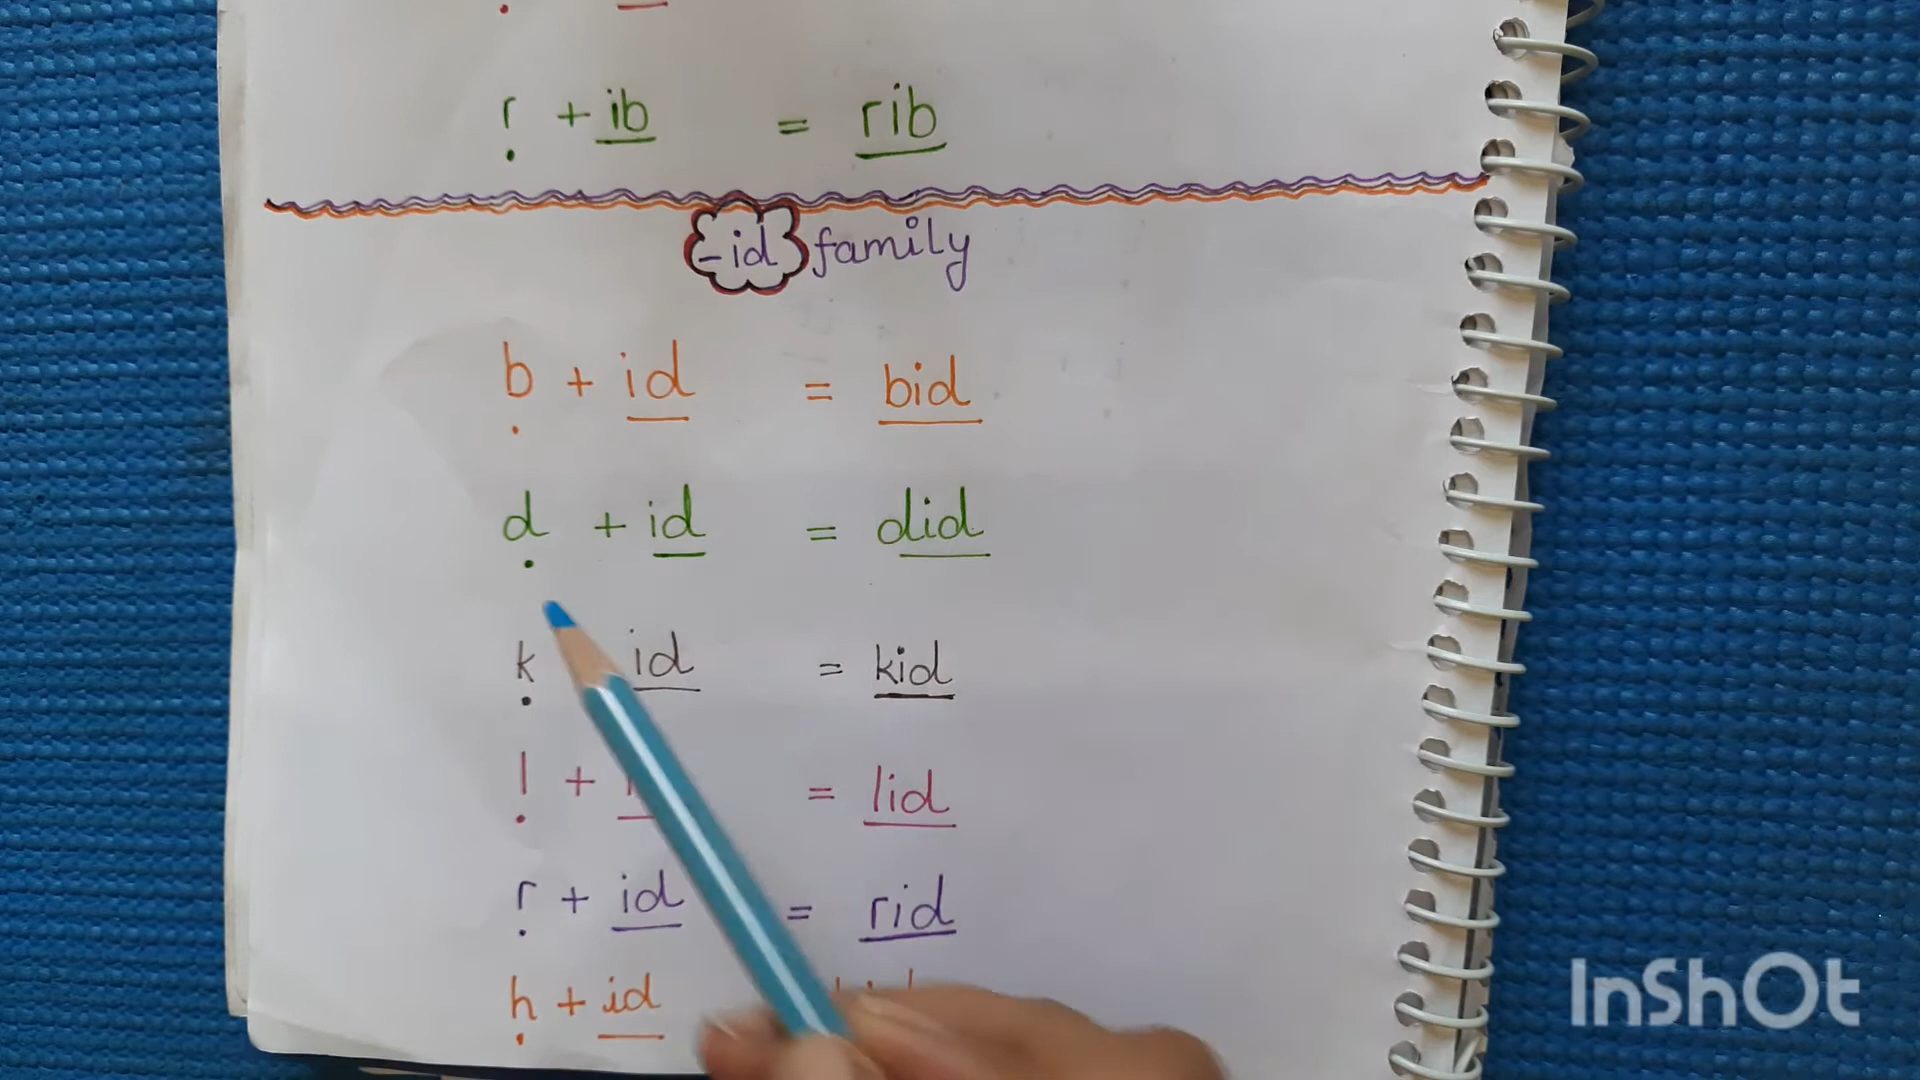 r + ib = rib
-id family
b + id = bid
d + id = did
k id = kid
l + = lid
r + id = rid
h + id
InShOt